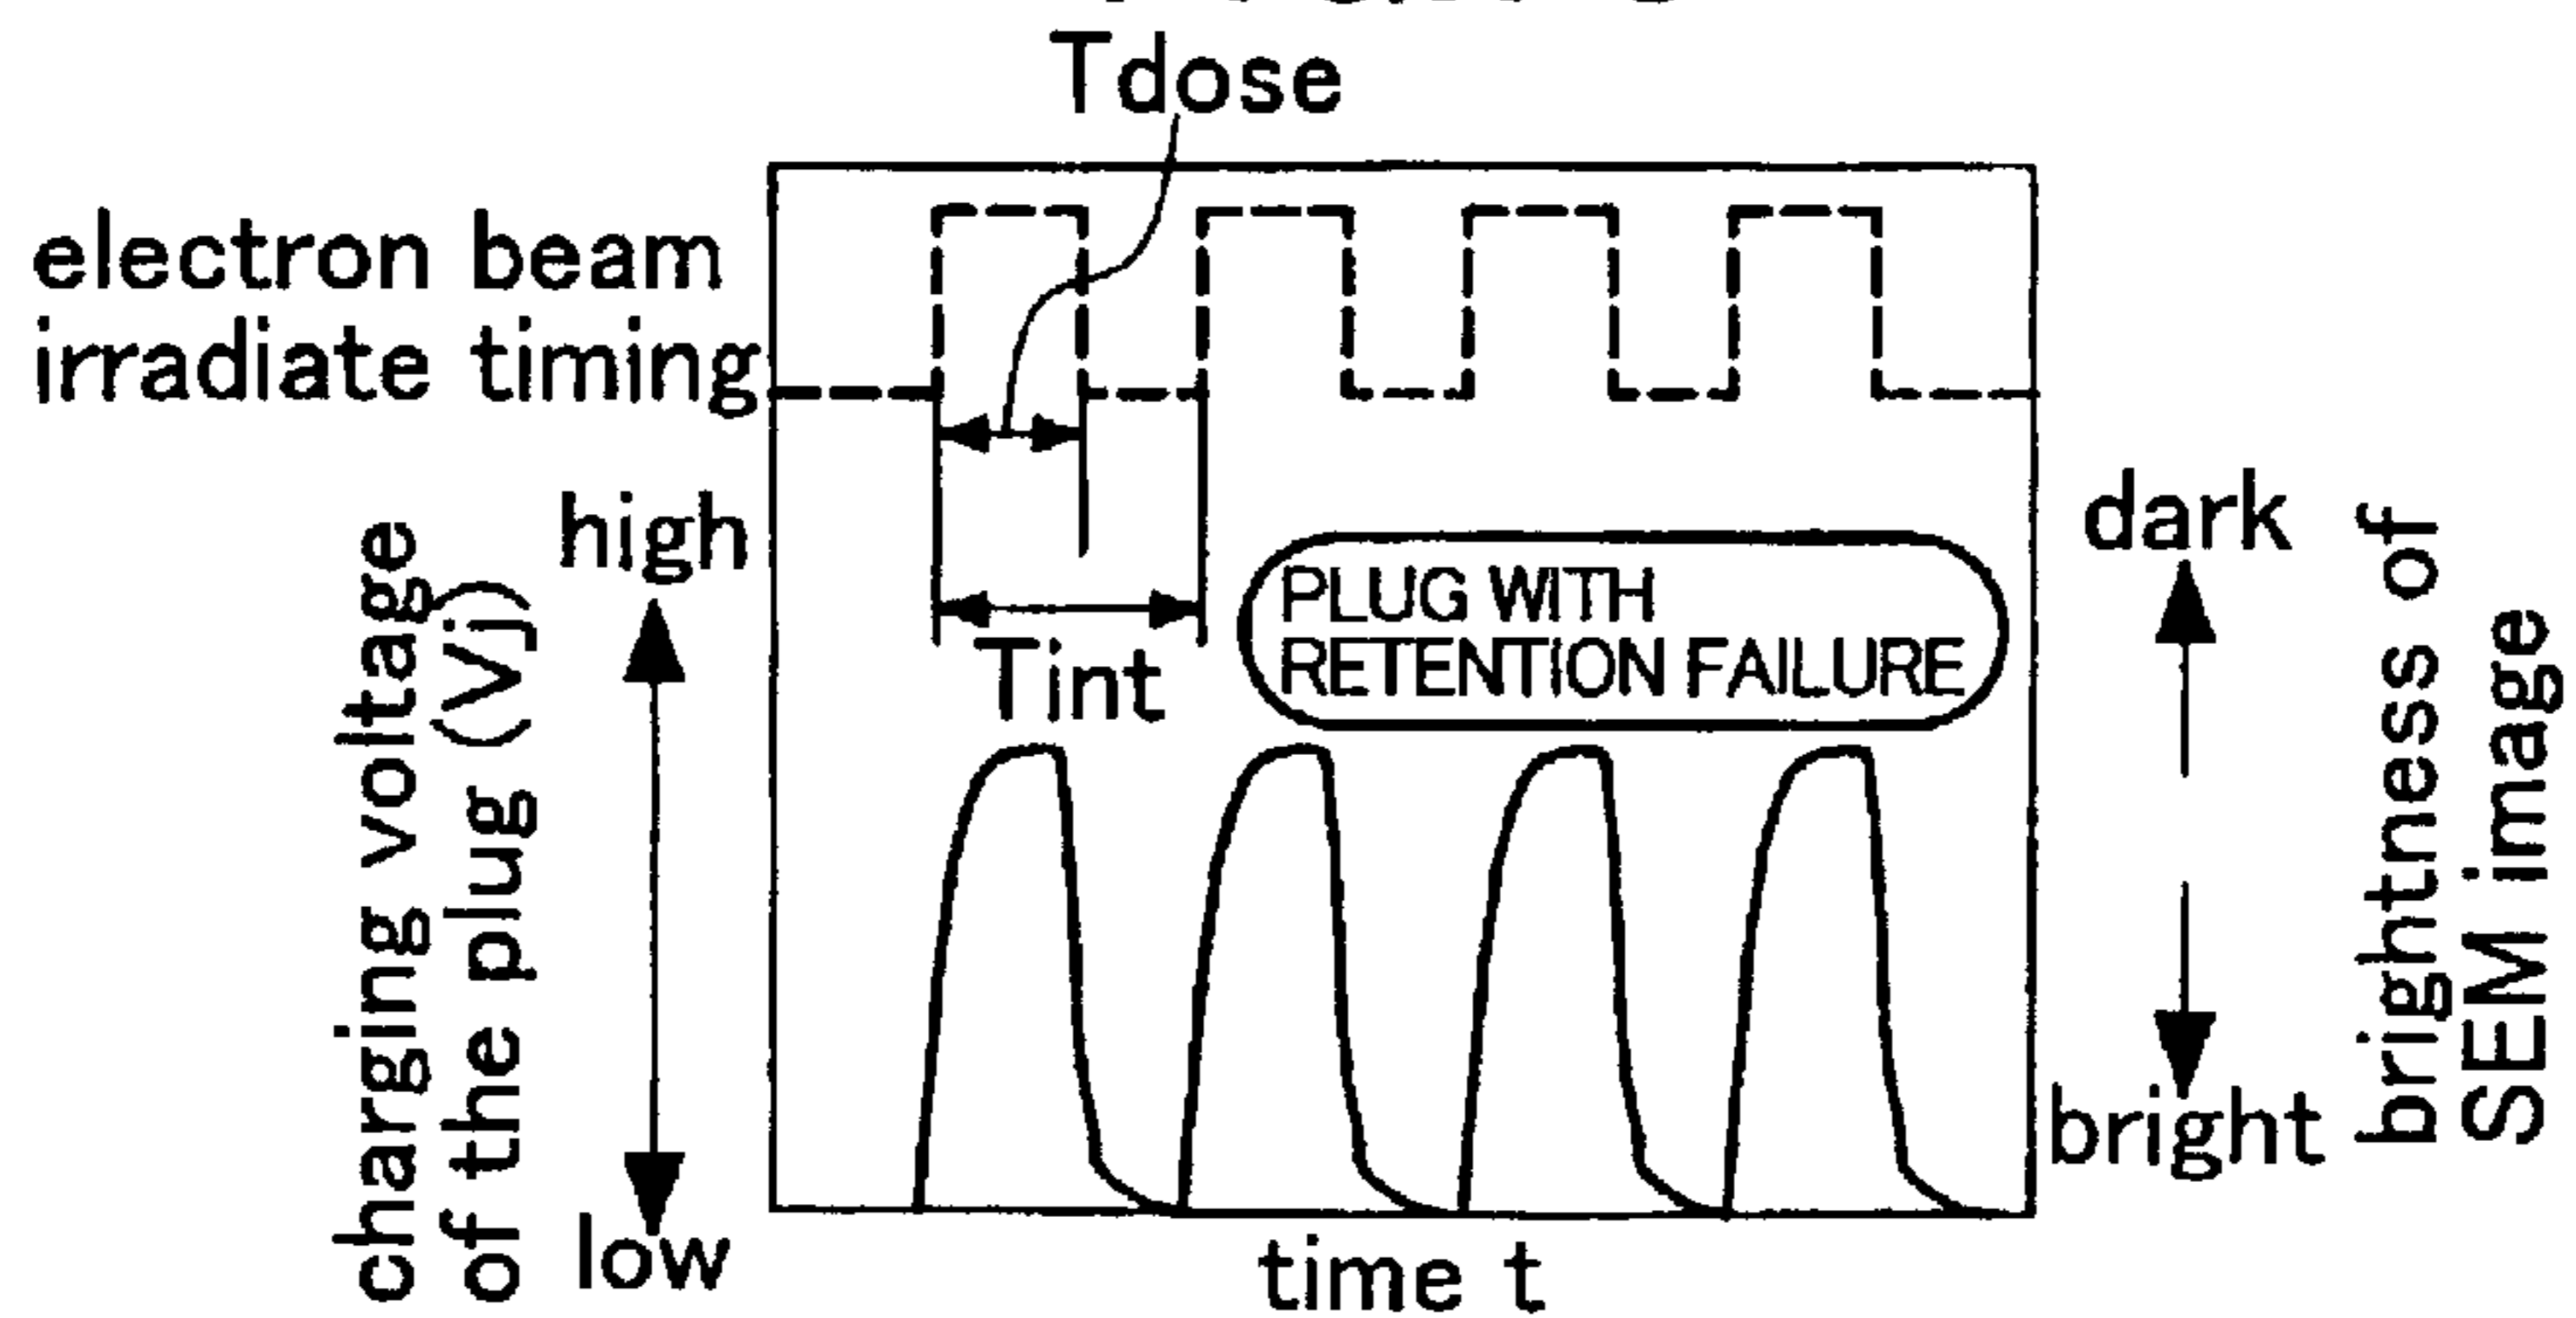 Tdose
electron beam
irradiate timing
high
dark
PLUG WITH
RETENTION FAILURE
Tint
charging voltage
of the plug (Vj)
brightness of
SEM image
bright
low
time t